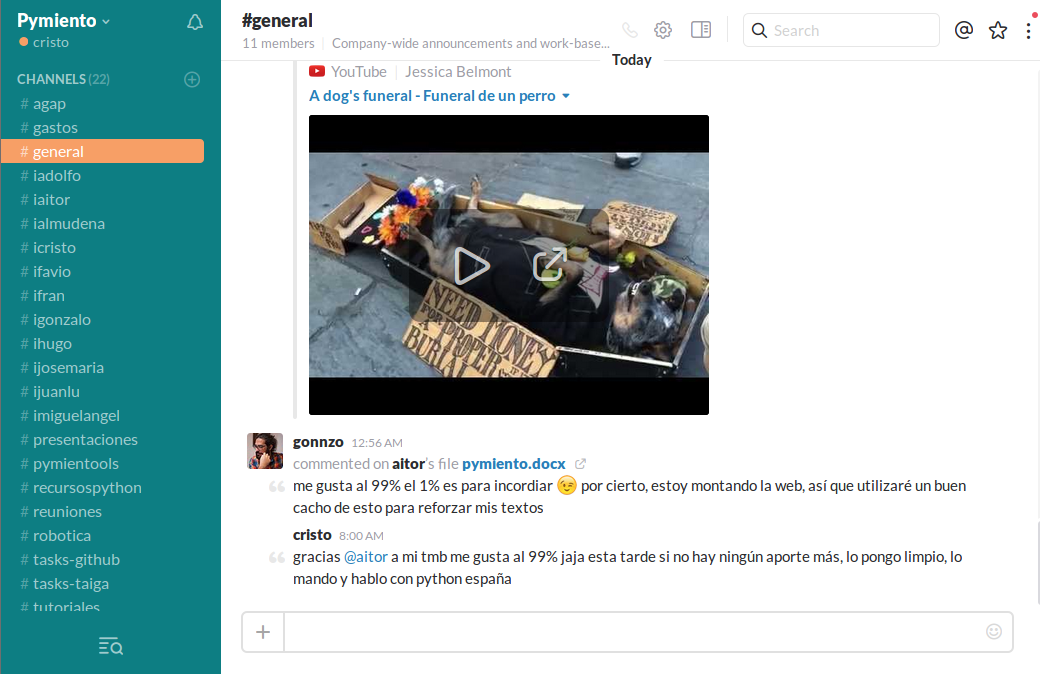 Pymiento
cristo
CHANNELS (22)
# agap
# gastos
# general
# iadolfo
# iaitor
# ialmudena
# icristo
# ifavio
# ifran
# igonzalo
# ihugo
# ijosemaria
# ijuanlu
# imiguelangel
# presentaciones
# pymientools
# recursospython
# reuniones
# robotica
# tasks-github
# tasks-taiga
# tutoriales
#general
11 members
Company-wide announcements and work-base...
Search
Today
YouTube
Jessica Belmont
A dog's funeral - Funeral de un perro
NEED MONEY
FOR PROPER
BURIAL
gonnzo 12:56 AM
commented on aitor's file pymiento.docx
me gusta al 99% el 1% es para incordiar 😉 por cierto, estoy montando la web, así que utilizaré un buen
cacho de esto para reforzar mis textos
cristo 8:00 AM
gracias @aitor a mi tmb me gusta al 99% jaja esta tarde si no hay ningún aporte más, lo pongo limpio, lo
mando y hablo con python españa